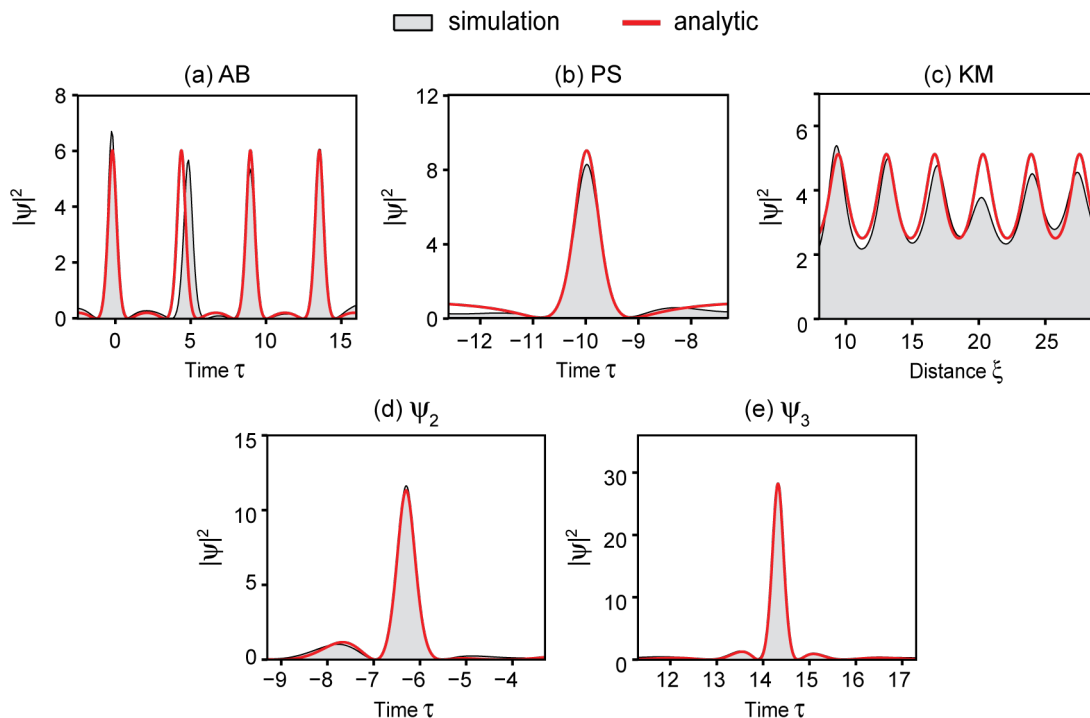 simulation analytic
(a) AB (b) PS (c) KM
8
6
4
2
0
0 5 10 15
|ψ|²
Time τ
12
8
4
0
−12 −11 −10 −9 −8
|ψ|²
Time τ
6
4
2
0
10 15 20 25
|ψ|²
Distance ξ
(d) ψ₂ (e) ψ₃
15
10
5
0
−9 −8 −7 −6 −5 −4
|ψ|²
Time τ
30
20
10
0
12 13 14 15 16 17
|ψ|²
Time τ